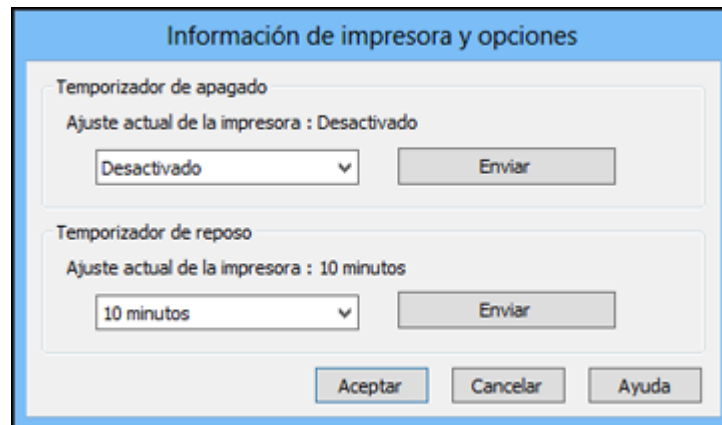 Información de impresora y opciones
Temporizador de apagado
Ajuste actual de la impresora : Desactivado
Desactivado Enviar
Temporizador de reposo
Ajuste actual de la impresora : 10 minutos
10 minutos Enviar
Aceptar Cancelar Ayuda